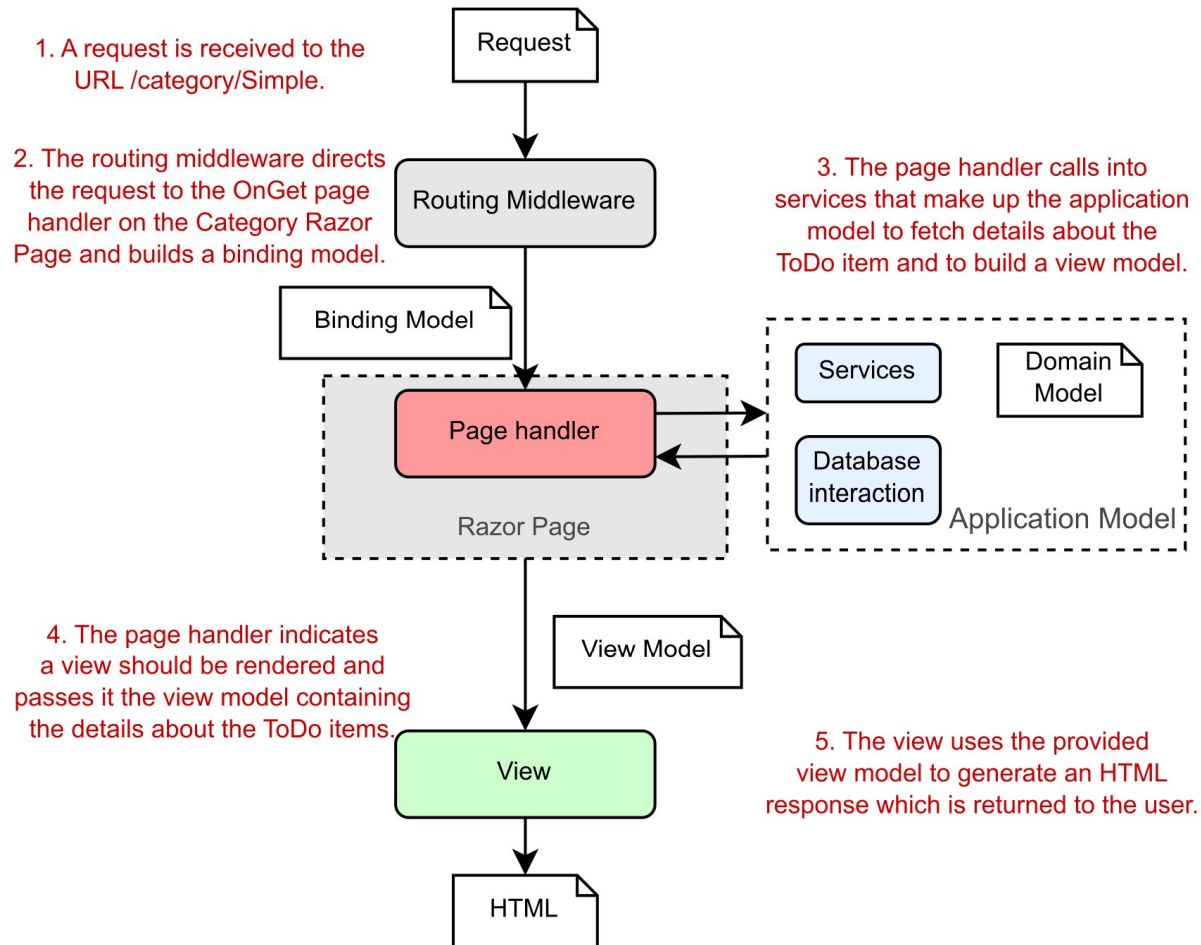 Request
1. A request is received to the
URL /category/Simple.
2. The routing middleware directs
the request to the OnGet page
handler on the Category Razor
Page and builds a binding model.
Routing Middleware
3. The page handler calls into
services that make up the application
model to fetch details about the
ToDo item and to build a view model.
Binding Model
Page handler
Razor Page
Services
Domain
Model
Database
interaction
Application Model
4. The page handler indicates
a view should be rendered and
passes it the view model containing
the details about the ToDo items.
View Model
View
5. The view uses the provided
view model to generate an HTML
response which is returned to the user.
HTML